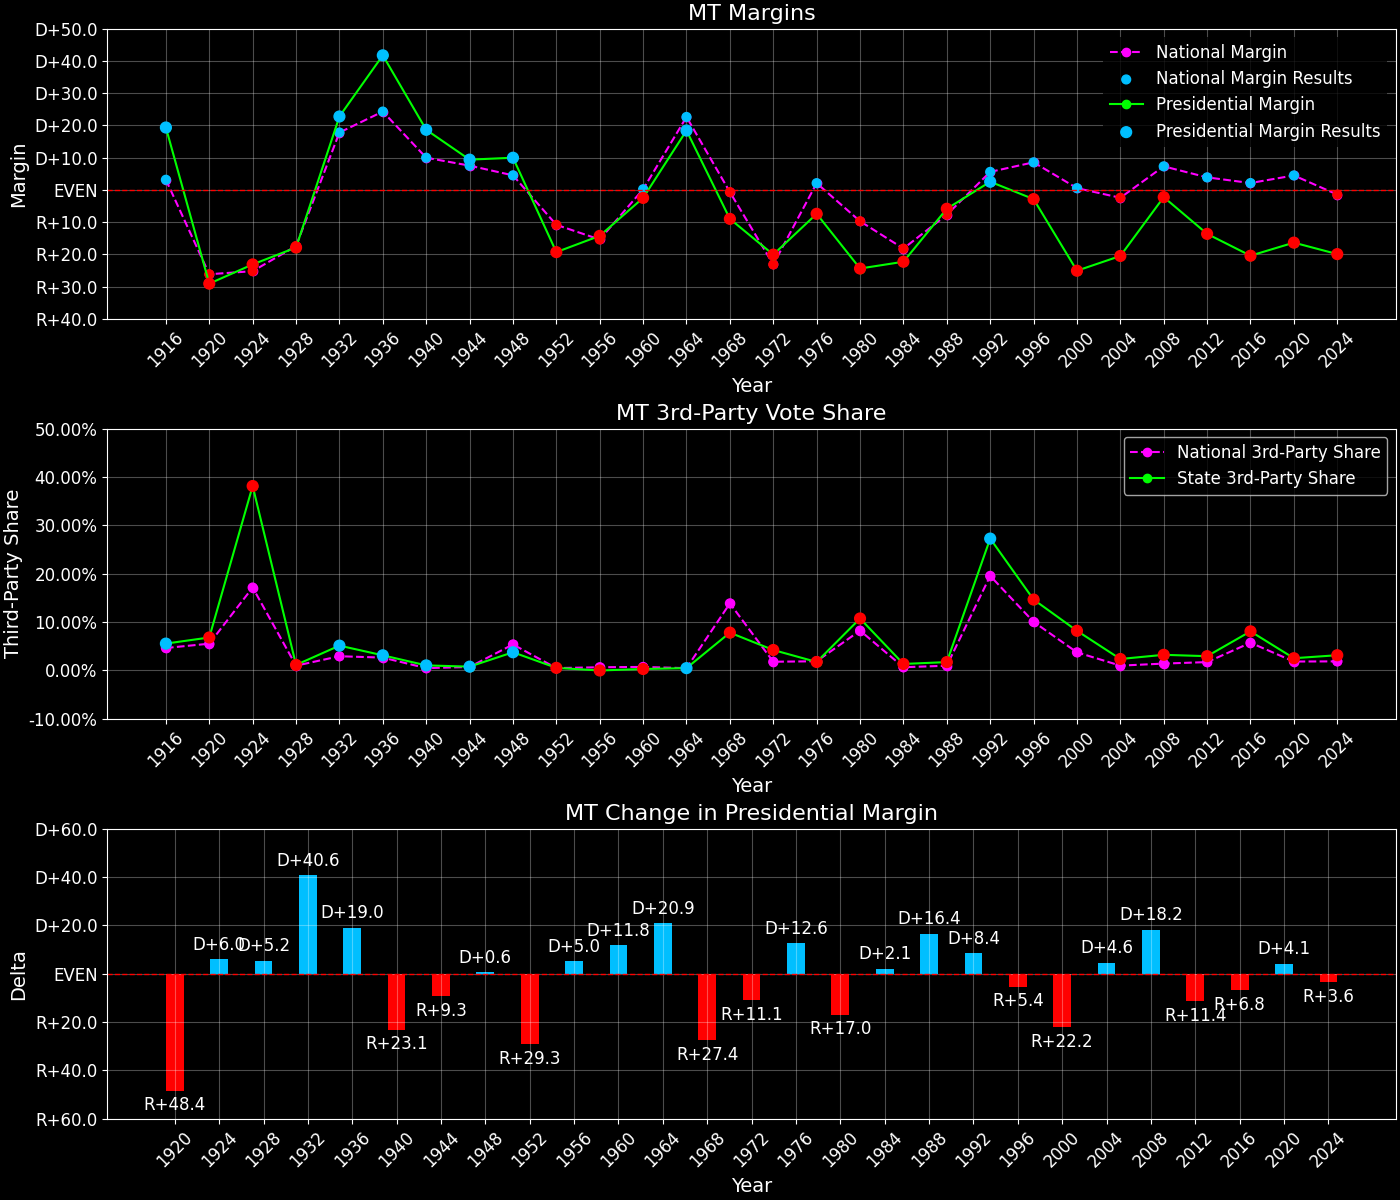 MT Margins
D+50.0
D+40.0
D+30.0
D+20.0
D+10.0
EVEN
R+10.0
R+20.0
R+30.0
R+40.0
Margin
National Margin
National Margin Results
Presidential Margin
Presidential Margin Results
1916 1920 1924 1928 1932 1936 1940 1944 1948 1952 1956 1960 1964 1968 1972 1976 1980 1984 1988 1992 1996 2000 2004 2008 2012 2016 2020 2024
Year
MT 3rd-Party Vote Share
50.00%
40.00%
30.00%
20.00%
10.00%
0.00%
-10.00%
Third-Party Share
National 3rd-Party Share
State 3rd-Party Share
1916 1920 1924 1928 1932 1936 1940 1944 1948 1952 1956 1960 1964 1968 1972 1976 1980 1984 1988 1992 1996 2000 2004 2008 2012 2016 2020 2024
Year
MT Change in Presidential Margin
D+60.0
D+40.0
D+20.0
EVEN
R+20.0
R+40.0
R+60.0
Delta
R+48.4
D+6.0
D+5.2
D+40.6
D+19.0
R+23.1
R+9.3
D+0.6
R+29.3
D+5.0
D+11.8
D+20.9
R+27.4
R+11.1
D+12.6
R+17.0
D+2.1
D+16.4
D+8.4
R+5.4
R+22.2
D+4.6
D+18.2
R+11.4
R+6.8
D+4.1
R+3.6
1920 1924 1928 1932 1936 1940 1944 1948 1952 1956 1960 1964 1968 1972 1976 1980 1984 1988 1992 1996 2000 2004 2008 2012 2016 2020 2024
Year